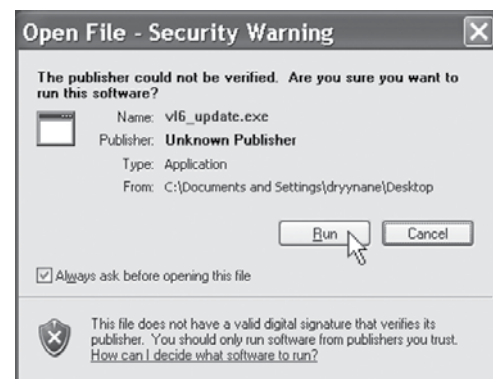 Open File - Security Warning
The publisher could not be verified. Are you sure you want to
run this software?
Name: vl6_update.exe
Publisher: Unknown Publisher
Type: Application
From: C:\Documents and Settings\dryynane\Desktop
Run
Cancel
Always ask before opening this file
This file does not have a valid digital signature that verifies its
publisher. You should only run software from publishers you trust.
How can I decide what software to run?